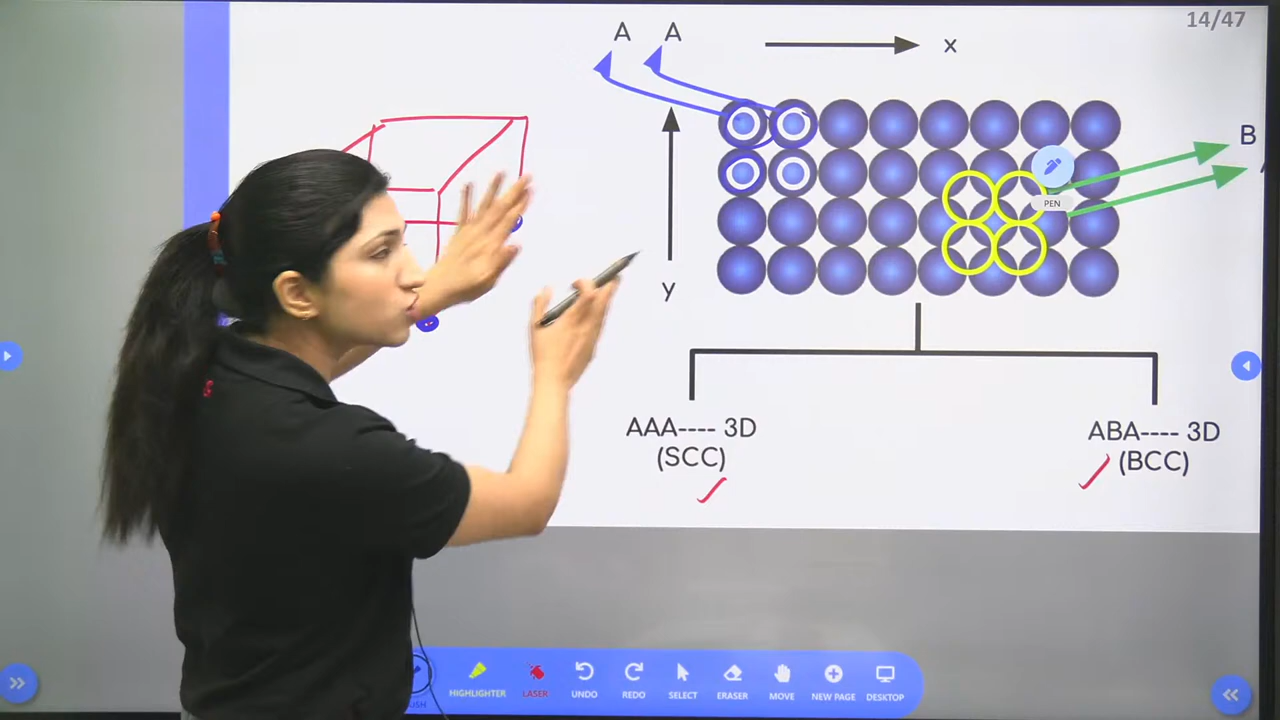 14/47
A A
x
B
PEN
y
AAA---- 3D
(SCC)
ABA---- 3D
(BCC)
HIGHLIGHTER
LASER
UNDO
REDO
SELECT
ERASER
MOVE
NEW PAGE
DESKTOP